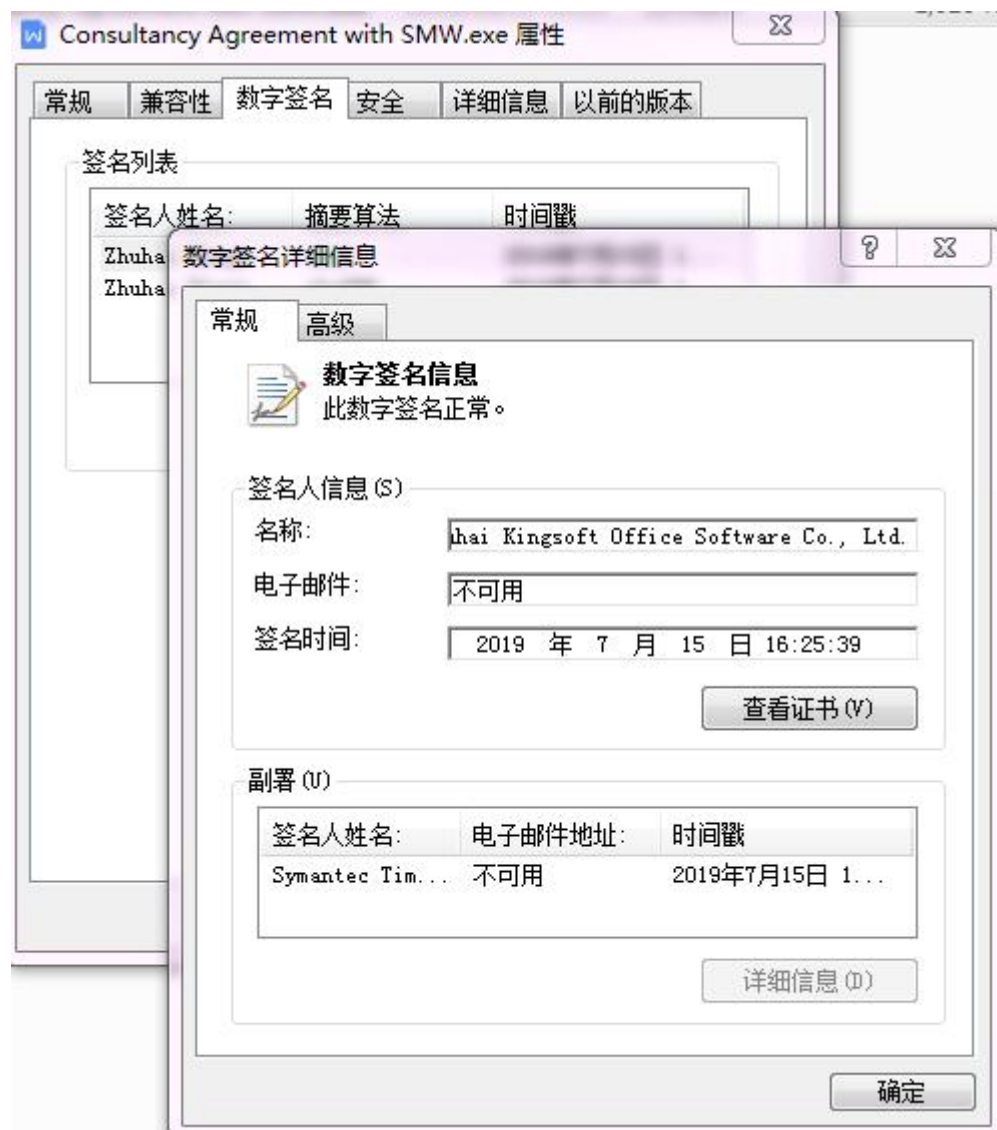 Consultancy Agreement with SMW.exe 属性
常规 兼容性 数字签名 安全 详细信息 以前的版本
签名列表
签名人姓名: 摘要算法 时间戳
Zhuha
Zhuha
数字签名详细信息
常规 高级
数字签名信息
此数字签名正常。
签名人信息(S)
名称: uhai Kingsoft Office Software Co., Ltd.
电子邮件: 不可用
签名时间: 2019 年 7 月 15 日 16:25:39
查看证书(V)
副署(U)
签名人姓名: 电子邮件地址: 时间戳
Symantec Tim... 不可用 2019年7月15日 1...
详细信息(D)
确定